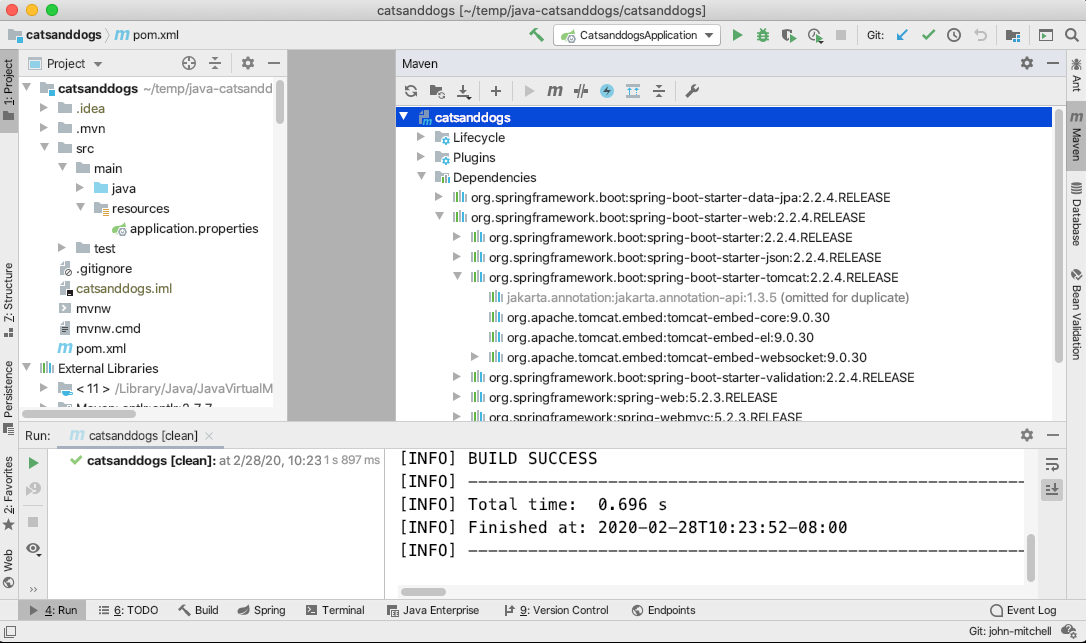 catsanddogs [~/temp/java-catsanddogs/catsanddogs]
catsanddogs m pom.xml
CatsanddogsApplication
Git:
1: Project
Z: Structure
Persistence
2: Favorites
Web
Project
catsanddogs ~/temp/java-catsandd
.idea
.mvn
src
main
java
resources
application.properties
test
.gitignore
catsanddogs.iml
mvnw
mvnw.cmd
m pom.xml
External Libraries
< 11 > /Library/Java/JavaVirtualM
Maven
m
catsanddogs
Lifecycle
Plugins
Dependencies
org.springframework.boot:spring-boot-starter-data-jpa:2.2.4.RELEASE
org.springframework.boot:spring-boot-starter-web:2.2.4.RELEASE
org.springframework.boot:spring-boot-starter:2.2.4.RELEASE
org.springframework.boot:spring-boot-starter-json:2.2.4.RELEASE
org.springframework.boot:spring-boot-starter-tomcat:2.2.4.RELEASE
jakarta.annotation:jakarta.annotation-api:1.3.5 (omitted for duplicate)
org.apache.tomcat.embed:tomcat-embed-core:9.0.30
org.apache.tomcat.embed:tomcat-embed-el:9.0.30
org.apache.tomcat.embed:tomcat-embed-websocket:9.0.30
org.springframework.boot:spring-boot-starter-validation:2.2.4.RELEASE
org.springframework:spring-web:5.2.3.RELEASE
org.springframework:spring-webmvc:5.2.3.RELEASE
Ant
m Maven
Database
Bean Validation
Run: m catsanddogs [clean]
catsanddogs [clean]: at 2/28/20, 10:23 1 s 897 ms
[INFO] BUILD SUCCESS
[INFO] ------------------------------------------------------
[INFO] Total time:  0.696 s
[INFO] Finished at: 2020-02-28T10:23:52-08:00
[INFO] ------------------------------------------------------
4: Run 6: TODO Build Spring Terminal Java Enterprise 9: Version Control Endpoints Event Log
Git: john-mitchell